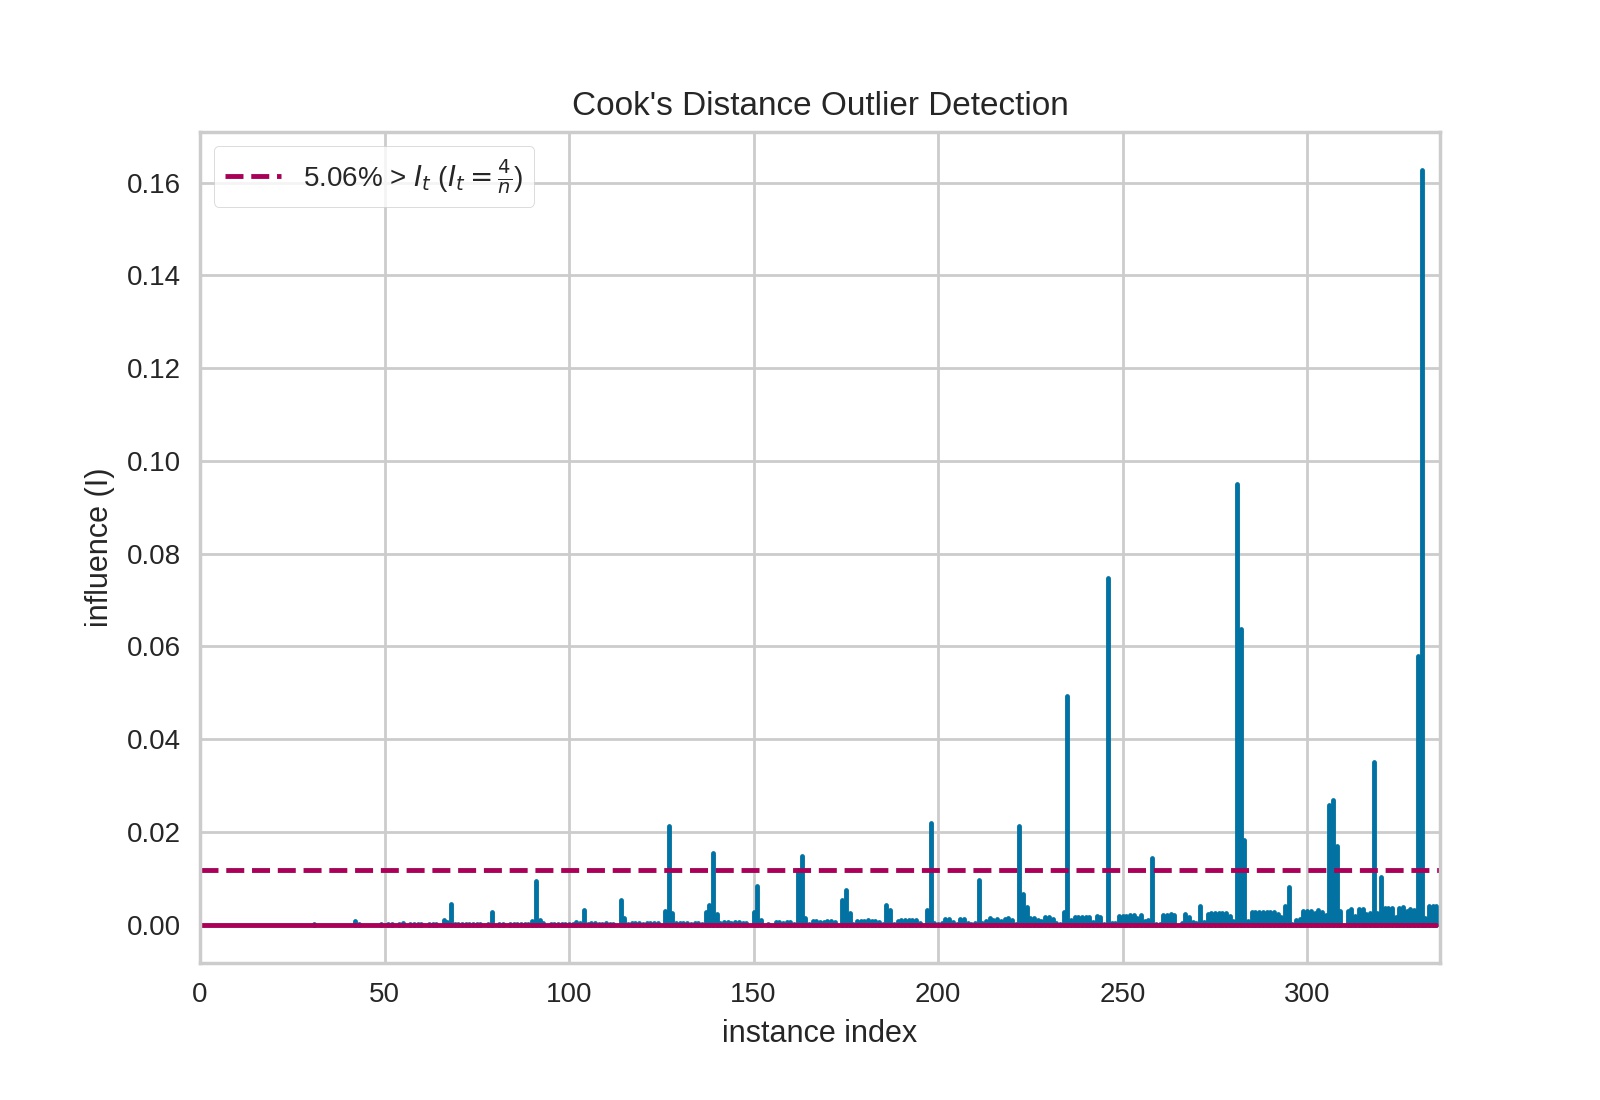 Cook's Distance Outlier Detection
5.06% > I_t (I_t = 4/n)
influence (I)
0.16
0.14
0.12
0.10
0.08
0.06
0.04
0.02
0.00
0 50 100 150 200 250 300
instance index